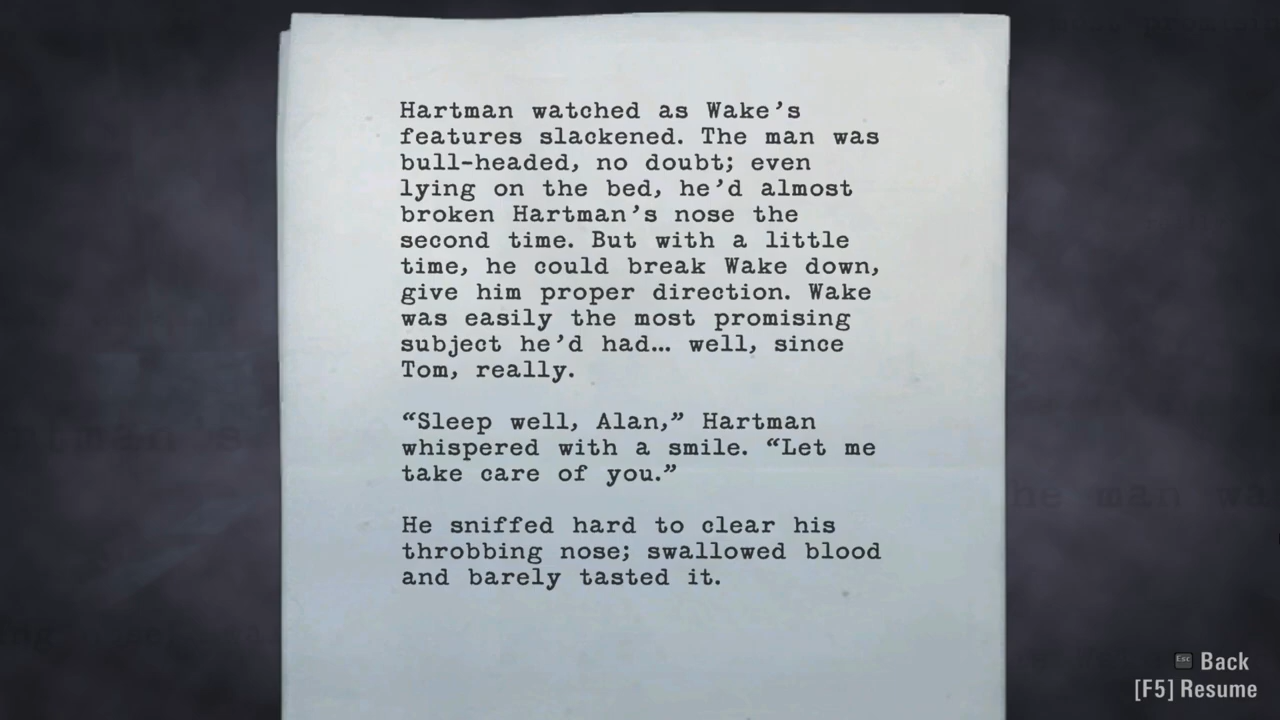 Hartman watched as Wake’s
features slackened. The man was
bull-headed, no doubt; even
lying on the bed, he’d almost
broken Hartman’s nose the
second time. But with a little
time, he could break Wake down,
give him proper direction. Wake
was easily the most promising
subject he’d had… well, since
Tom, really.
“Sleep well, Alan,” Hartman
whispered with a smile. “Let me
take care of you.”
He sniffed hard to clear his
throbbing nose; swallowed blood
and barely tasted it.
Esc Back
[F5] Resume